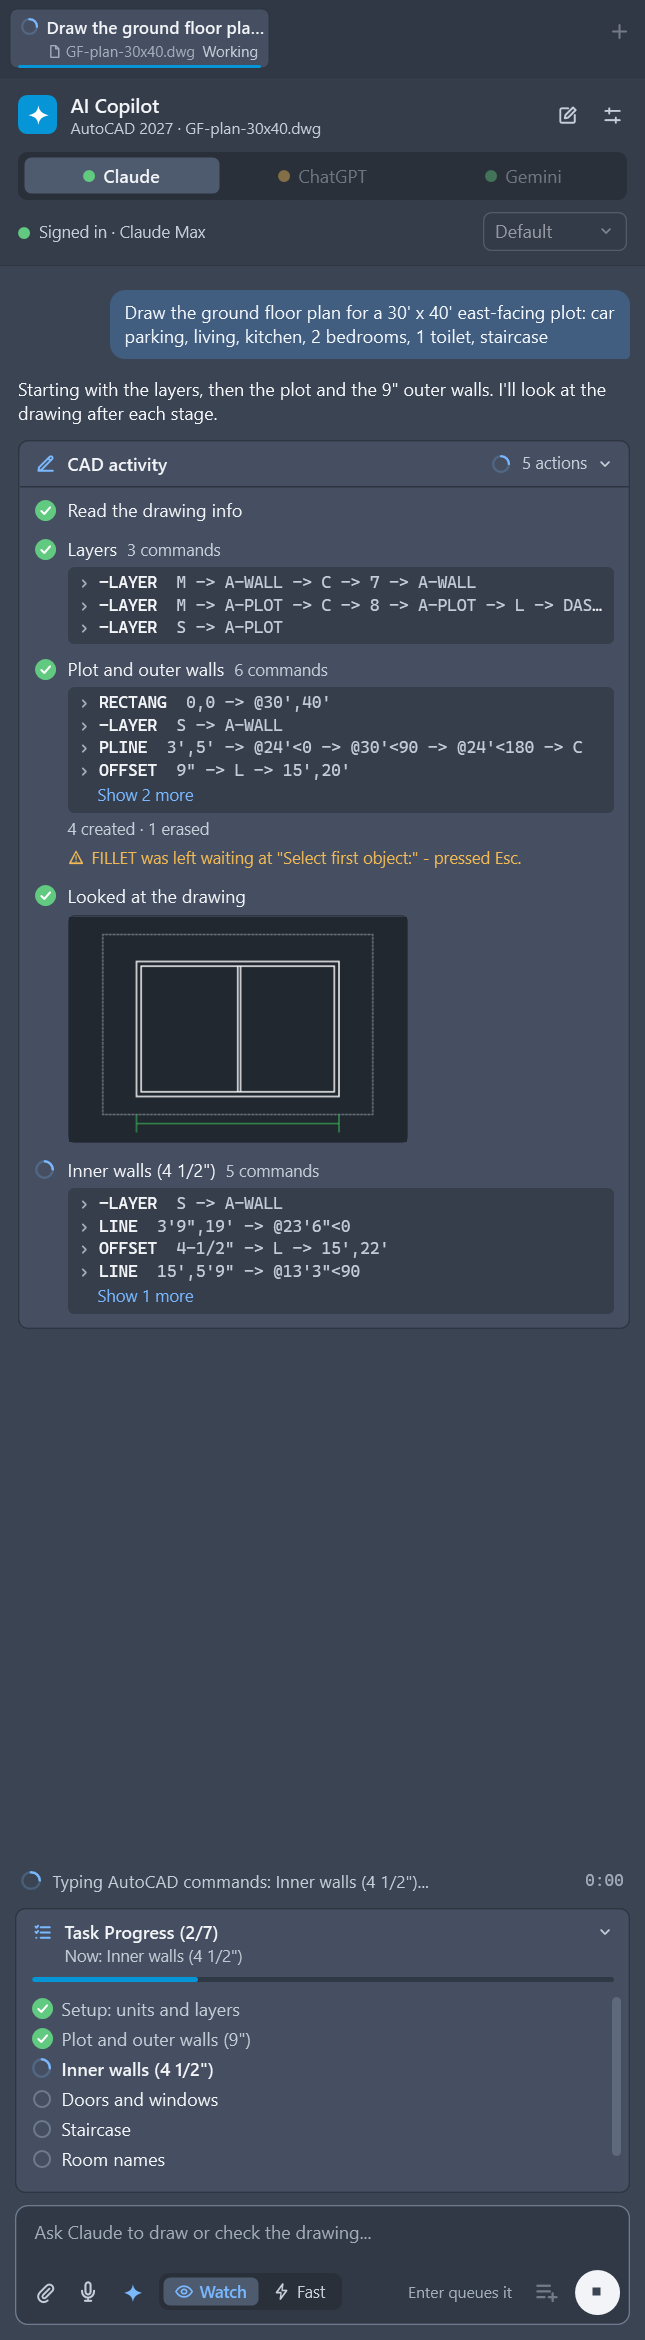 Draw the ground floor pla...
GF-plan-30x40.dwg Working
AI Copilot
AutoCAD 2027 · GF-plan-30x40.dwg
Claude
ChatGPT
Gemini
Signed in · Claude Max
Default
Draw the ground floor plan for a 30' x 40' east-facing plot: car
parking, living, kitchen, 2 bedrooms, 1 toilet, staircase
Starting with the layers, then the plot and the 9" outer walls. I'll look at the
drawing after each stage.
CAD activity
5 actions
Read the drawing info
Layers 3 commands
› -LAYER M -> A-WALL -> C -> 7 -> A-WALL
› -LAYER M -> A-PLOT -> C -> 8 -> A-PLOT -> L -> DAS…
› -LAYER S -> A-PLOT
Plot and outer walls 6 commands
› RECTANG 0,0 -> @30',40'
› -LAYER S -> A-WALL
› PLINE 3',5' -> @24'<0 -> @30'<90 -> @24'<180 -> C
› OFFSET 9" -> L -> 15',20'
Show 2 more
4 created · 1 erased
FILLET was left waiting at "Select first object:" - pressed Esc.
Looked at the drawing
Inner walls (4 1/2") 5 commands
› -LAYER S -> A-WALL
› LINE 3'9",19' -> @23'6"<0
› OFFSET 4-1/2" -> L -> 15',22'
› LINE 15',5'9" -> @13'3"<90
Show 1 more
Typing AutoCAD commands: Inner walls (4 1/2")...
0:00
Task Progress (2/7)
Now: Inner walls (4 1/2")
Setup: units and layers
Plot and outer walls (9")
Inner walls (4 1/2")
Doors and windows
Staircase
Room names
Ask Claude to draw or check the drawing...
Watch
Fast
Enter queues it